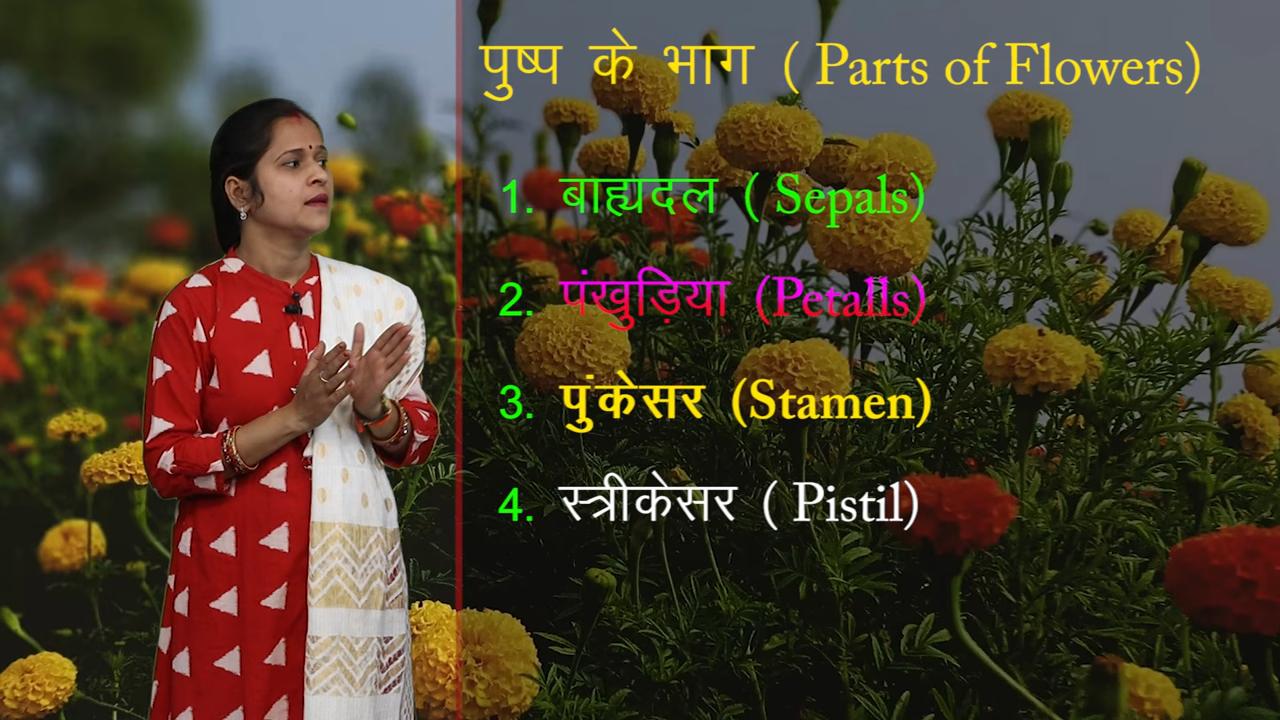 पुष्प के भाग ( Parts of Flowers)
1. बाह्यदल ( Sepals)
2. पंखुड़िया (Petalls)
3. पुंकेसर (Stamen)
4. स्त्रीकेसर ( Pistil)